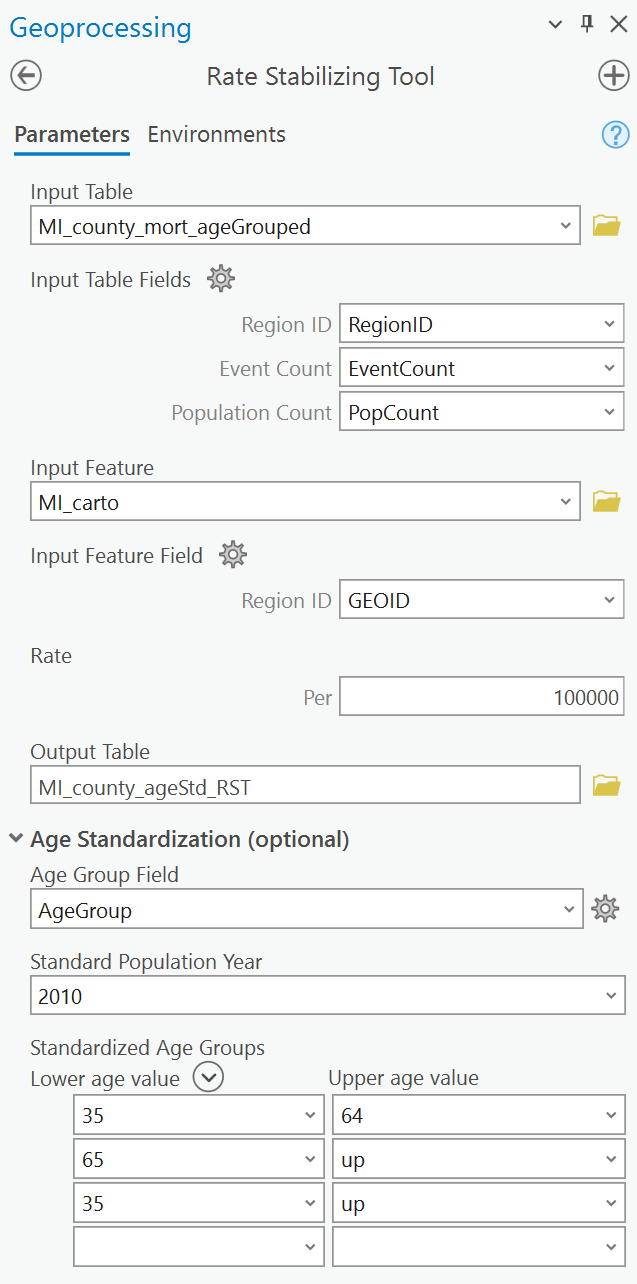 Geoprocessing
Rate Stabilizing Tool
Parameters Environments
?
Input Table
MI_county_mort_ageGrouped
Input Table Fields
Region ID RegionID
Event Count EventCount
Population Count PopCount
Input Feature
MI_carto
Input Feature Field
Region ID GEOID
Rate
Per 100000
Output Table
MI_county_ageStd_RST
Age Standardization (optional)
Age Group Field
AgeGroup
Standard Population Year
2010
Standardized Age Groups
Lower age value Upper age value
35 64
65 up
35 up